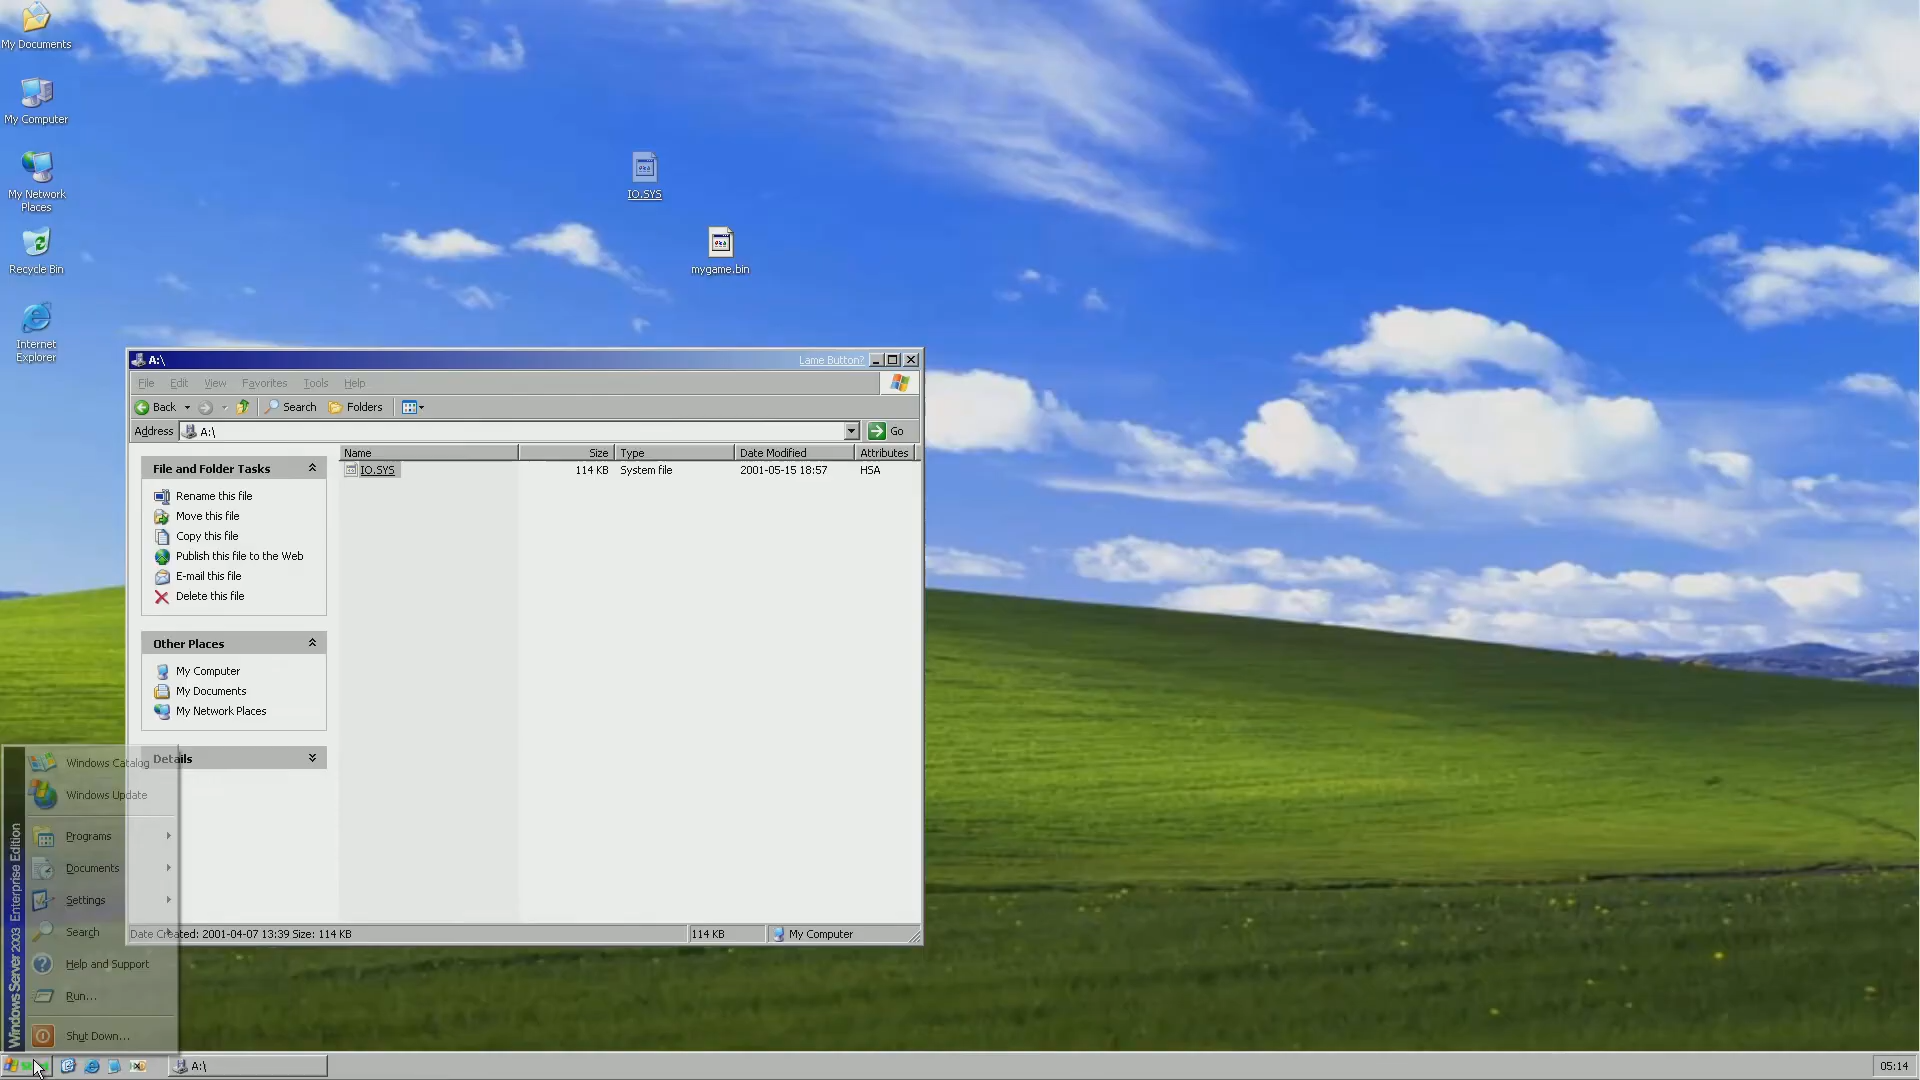 My Documents
My Computer
My Network
Places
Recycle Bin
Internet
Explorer
IO.SYS
mygame.bin
A:\
Lame Button?
File Edit View Favorites Tools Help
Back Search Folders
Address A:\ Go
File and Folder Tasks
Rename this file
Move this file
Copy this file
Publish this file to the Web
E-mail this file
Delete this file
Other Places
My Computer
My Documents
My Network Places
Details
Name Size Type Date Modified Attributes
IO.SYS 114 KB System file 2001-05-15 18:57 HSA
Date Created: 2001-04-07 13:39 Size: 114 KB 114 KB My Computer
Windows Server 2003 Enterprise Edition
Windows Catalog
Windows Update
Programs
Documents
Settings
Search
Help and Support
Run...
Shut Down...
A:\
05:14